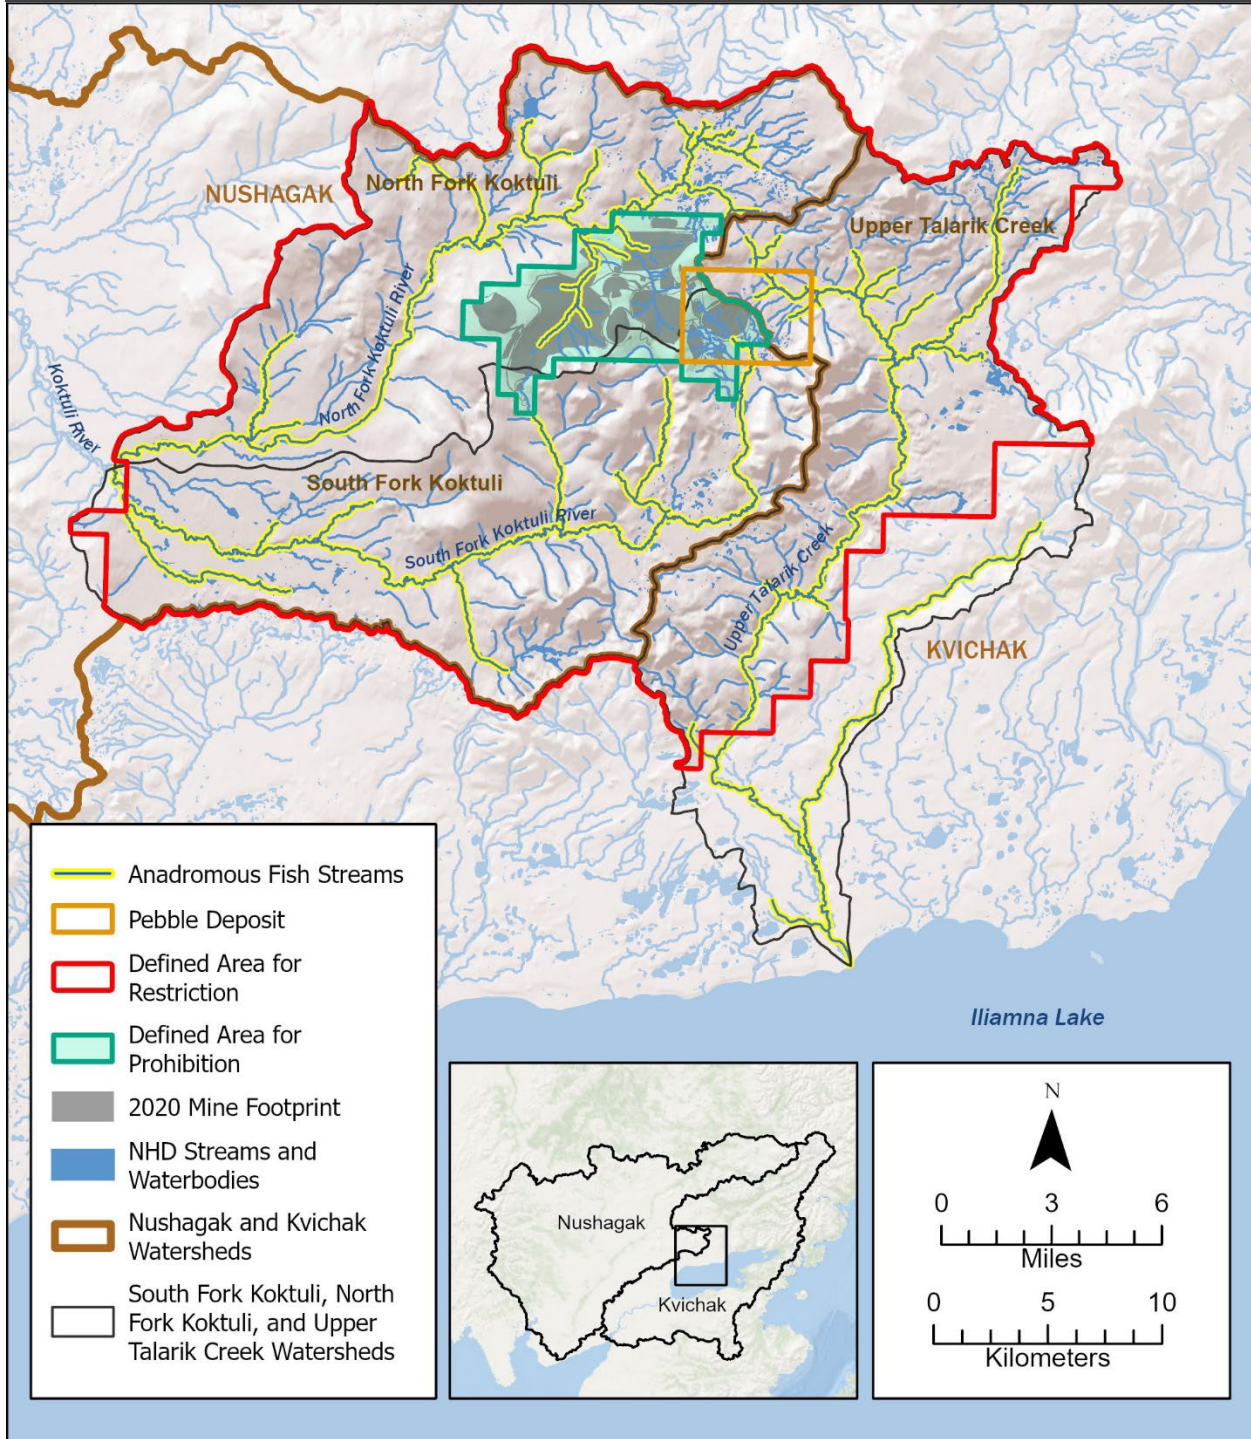 NUSHAGAK
North Fork Koktuli
Upper Talarik Creek
North Fork Koktuli River
Koktuli River
South Fork Koktuli
South Fork Koktuli River
Upper Talarik Creek
KVICHAK
Iliamna Lake
Anadromous Fish Streams
Pebble Deposit
Defined Area for
Restriction
Defined Area for
Prohibition
2020 Mine Footprint
NHD Streams and
Waterbodies
Nushagak and Kvichak
Watersheds
South Fork Koktuli, North
Fork Koktuli, and Upper
Talarik Creek Watersheds
Nushagak
Kvichak
N
0 3 6
Miles
0 5 10
Kilometers